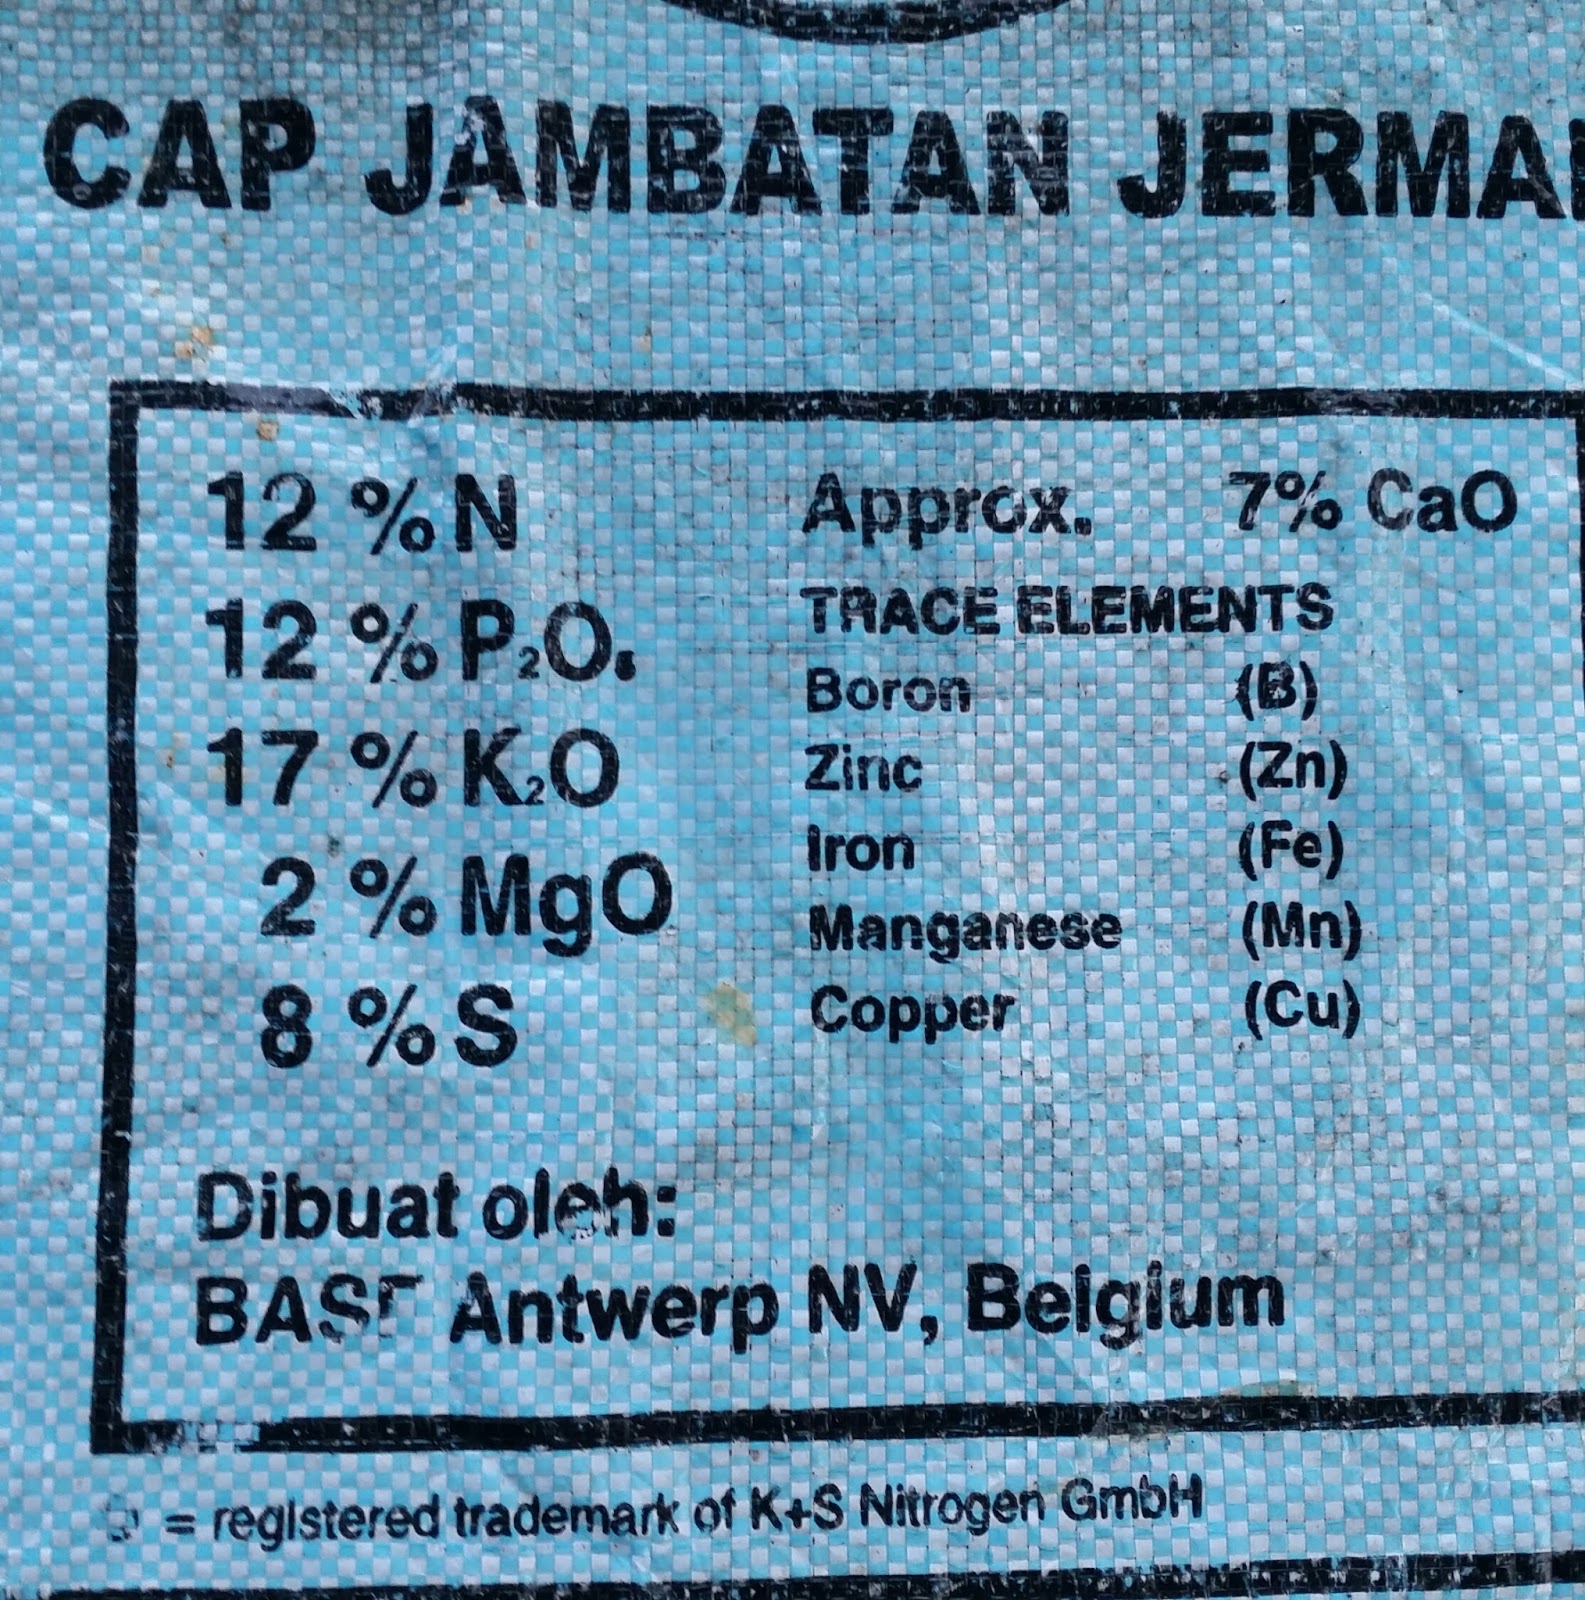 CAP JAMBATAN JERMA
12 % N
12 % P₂O₅
17 % K₂O
2 % MgO
8 % S
Approx. 7% CaO
TRACE ELEMENTS
Boron (B)
Zinc (Zn)
Iron (Fe)
Manganese (Mn)
Copper (Cu)
Dibuat oleh:
BASF Antwerp NV, Belgium
= registered trademark of K+S Nitrogen GmbH